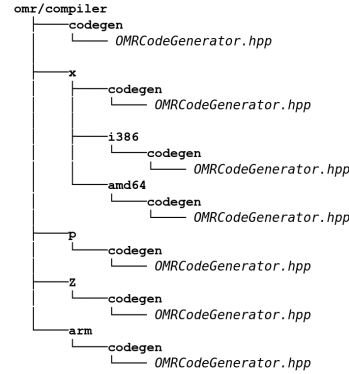 omr/compiler
codegen
OMRCodeGenerator.hpp
x
codegen
OMRCodeGenerator.hpp
i386
codegen
OMRCodeGenerator.hpp
amd64
codegen
OMRCodeGenerator.hpp
p
codegen
OMRCodeGenerator.hpp
z
codegen
OMRCodeGenerator.hpp
arm
codegen
OMRCodeGenerator.hpp